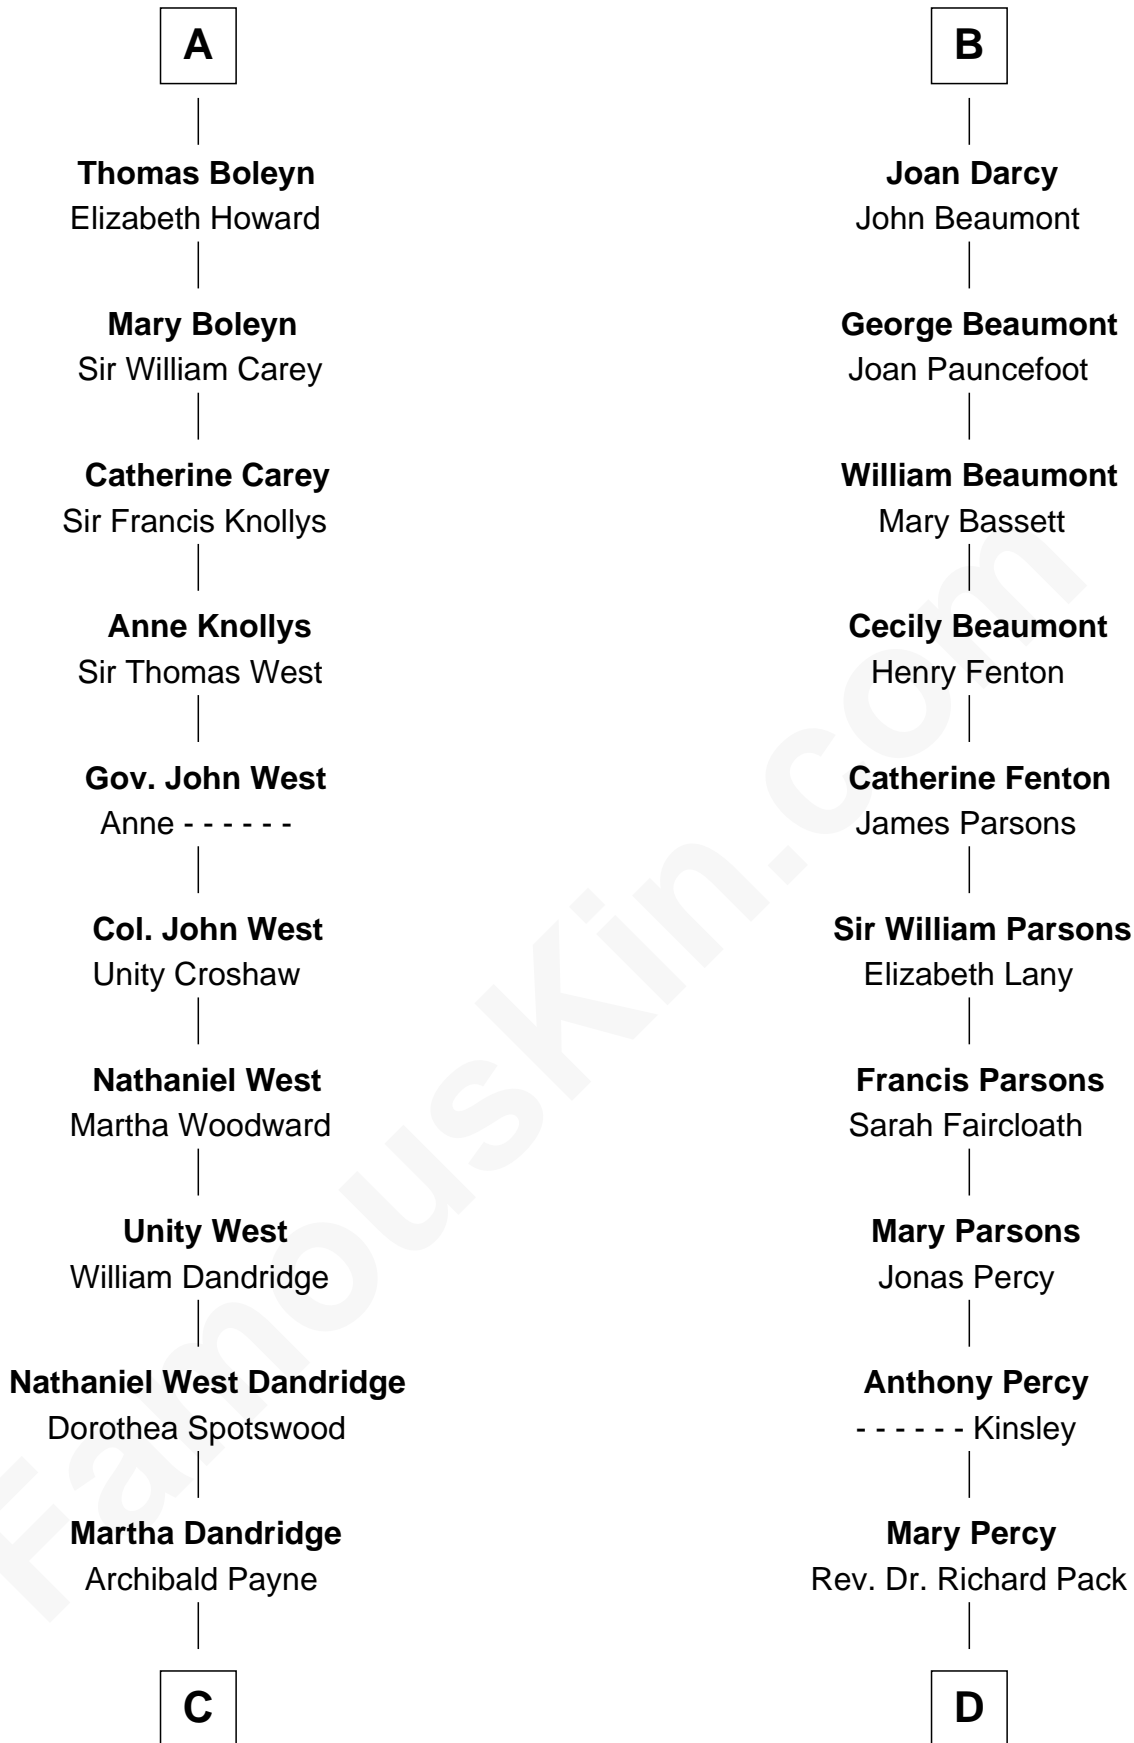 A
Thomas Boleyn
Elizabeth Howard
Mary Boleyn
Sir William Carey
Catherine Carey
Sir Francis Knollys
Anne Knollys
Sir Thomas West
Gov. John West
Anne - - - - - -
Col. John West
Unity Croshaw
Nathaniel West
Martha Woodward
Unity West
William Dandridge
Nathaniel West Dandridge
Dorothea Spotswood
Martha Dandridge
Archibald Payne
C
B
Joan Darcy
John Beaumont
George Beaumont
Joan Pauncefoot
William Beaumont
Mary Bassett
Cecily Beaumont
Henry Fenton
Catherine Fenton
James Parsons
Sir William Parsons
Elizabeth Lany
Francis Parsons
Sarah Faircloath
Mary Parsons
Jonas Percy
Anthony Percy
- - - - - - Kinsley
Mary Percy
Rev. Dr. Richard Pack
D
FamousKin.com